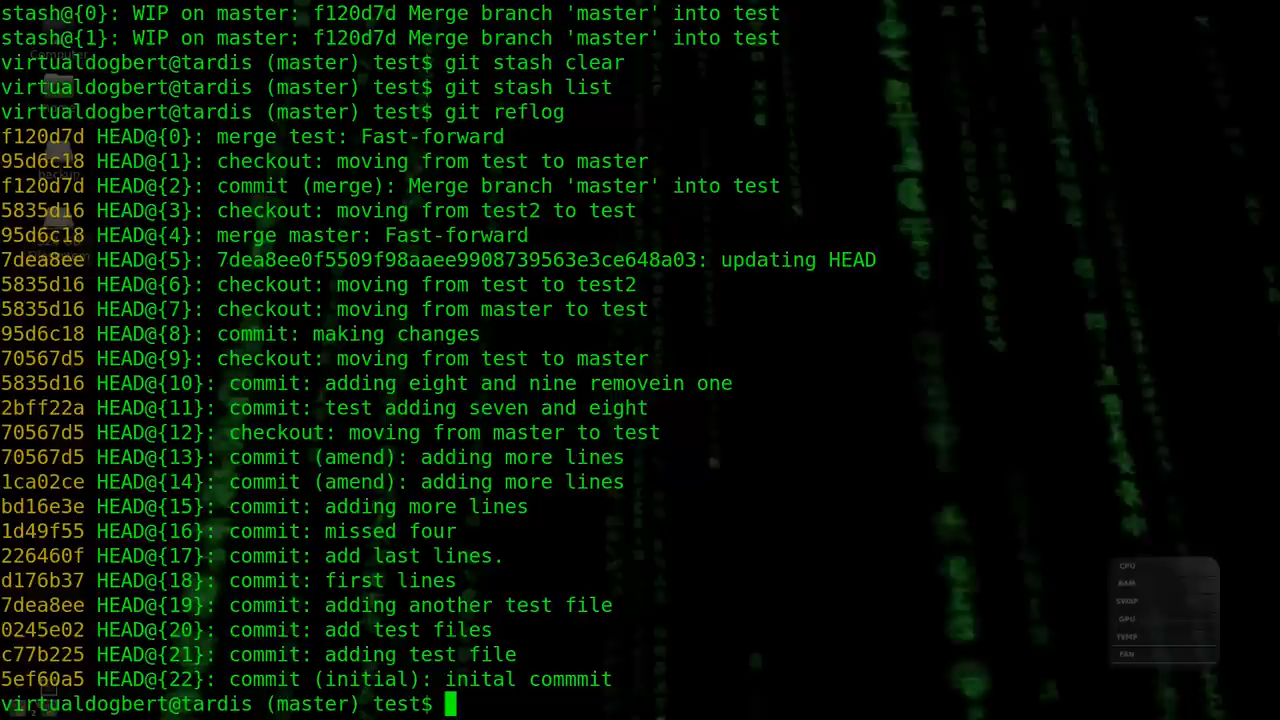 stash@{0}: WIP on master: f120d7d Merge branch 'master' into test
stash@{1}: WIP on master: f120d7d Merge branch 'master' into test
virtualdogbert@tardis (master) test$ git stash clear
virtualdogbert@tardis (master) test$ git stash list
virtualdogbert@tardis (master) test$ git reflog
f120d7d HEAD@{0}: merge test: Fast-forward
95d6c18 HEAD@{1}: checkout: moving from test to master
f120d7d HEAD@{2}: commit (merge): Merge branch 'master' into test
5835d16 HEAD@{3}: checkout: moving from test2 to test
95d6c18 HEAD@{4}: merge master: Fast-forward
7dea8ee HEAD@{5}: 7dea8ee0f5509f98aaee9908739563e3ce648a03: updating HEAD
5835d16 HEAD@{6}: checkout: moving from test to test2
5835d16 HEAD@{7}: checkout: moving from master to test
95d6c18 HEAD@{8}: commit: making changes
70567d5 HEAD@{9}: checkout: moving from test to master
5835d16 HEAD@{10}: commit: adding eight and nine removein one
2bff22a HEAD@{11}: commit: test adding seven and eight
70567d5 HEAD@{12}: checkout: moving from master to test
70567d5 HEAD@{13}: commit (amend): adding more lines
1ca02ce HEAD@{14}: commit (amend): adding more lines
bd16e3e HEAD@{15}: commit: adding more lines
1d49f55 HEAD@{16}: commit: missed four
226460f HEAD@{17}: commit: add last lines.
d176b37 HEAD@{18}: commit: first lines
7dea8ee HEAD@{19}: commit: adding another test file
0245e02 HEAD@{20}: commit: add test files
c77b225 HEAD@{21}: commit: adding test file
5ef60a5 HEAD@{22}: commit (initial): inital commmit
virtualdogbert@tardis (master) test$
Computer
backup
CPU
RAM
SWAP
GPU
TEMP
FAN